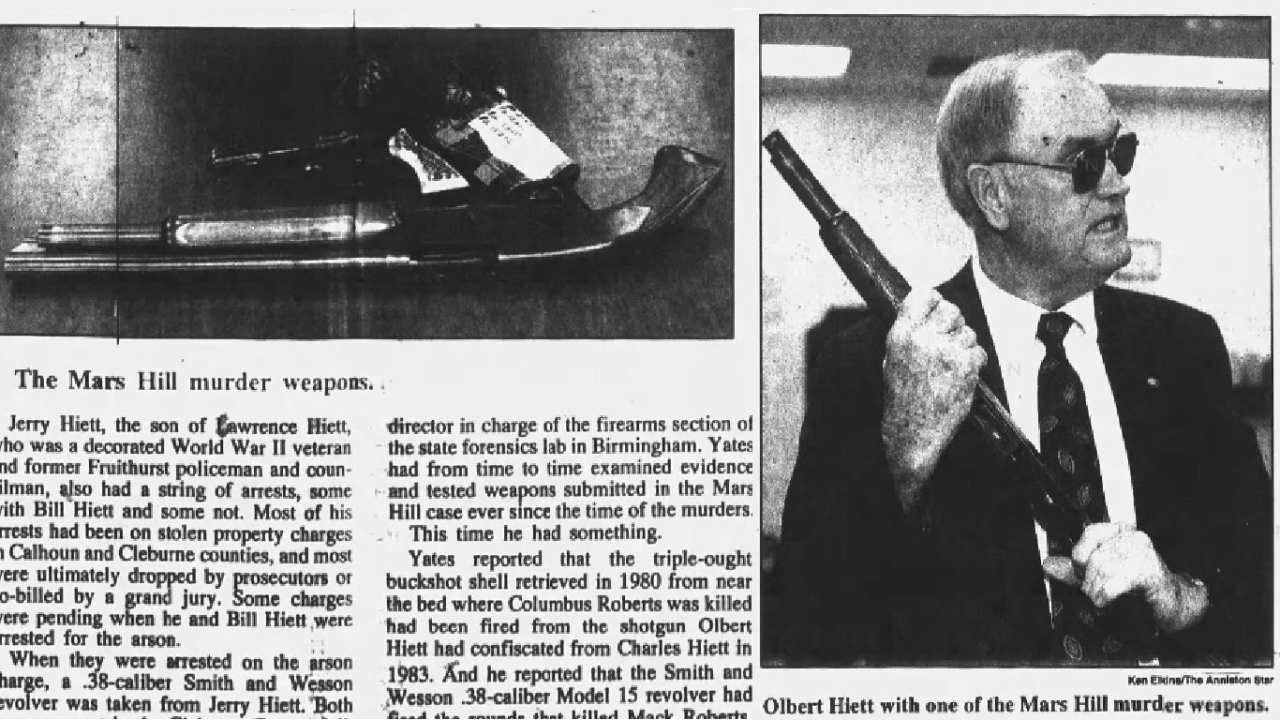 The Mars Hill murder weapons.
Jerry Hiett, the son of Lawrence Hiett,
who was a decorated World War II veteran
nd former Fruithurst policeman and coun-
ilman, also had a string of arrests, some
with Bill Hiett and some not. Most of his
rrests had been on stolen property charges
n Calhoun and Cleburne counties, and most
were ultimately dropped by prosecutors or
o-billed by a grand jury. Some charges
were pending when he and Bill Hiett were
rrested for the arson.
When they were arrested on the arson
harge, a .38-caliber Smith and Wesson
evolver was taken from Jerry Hiett. Both
director in charge of the firearms section of
the state forensics lab in Birmingham. Yates
had from time to time examined evidence
and tested weapons submitted in the Mars
Hill case ever since the time of the murders.
This time he had something.
Yates reported that the triple-ought
buckshot shell retrieved in 1980 from near
the bed where Columbus Roberts was killed
had been fired from the shotgun Olbert
Hiett had confiscated from Charles Hiett in
1983. And he reported that the Smith and
Wesson .38-caliber Model 15 revolver had
fired the rounds that killed Mack Roberts.
Ken Elkins/The Anniston Star
Olbert Hiett with one of the Mars Hill murder weapons.